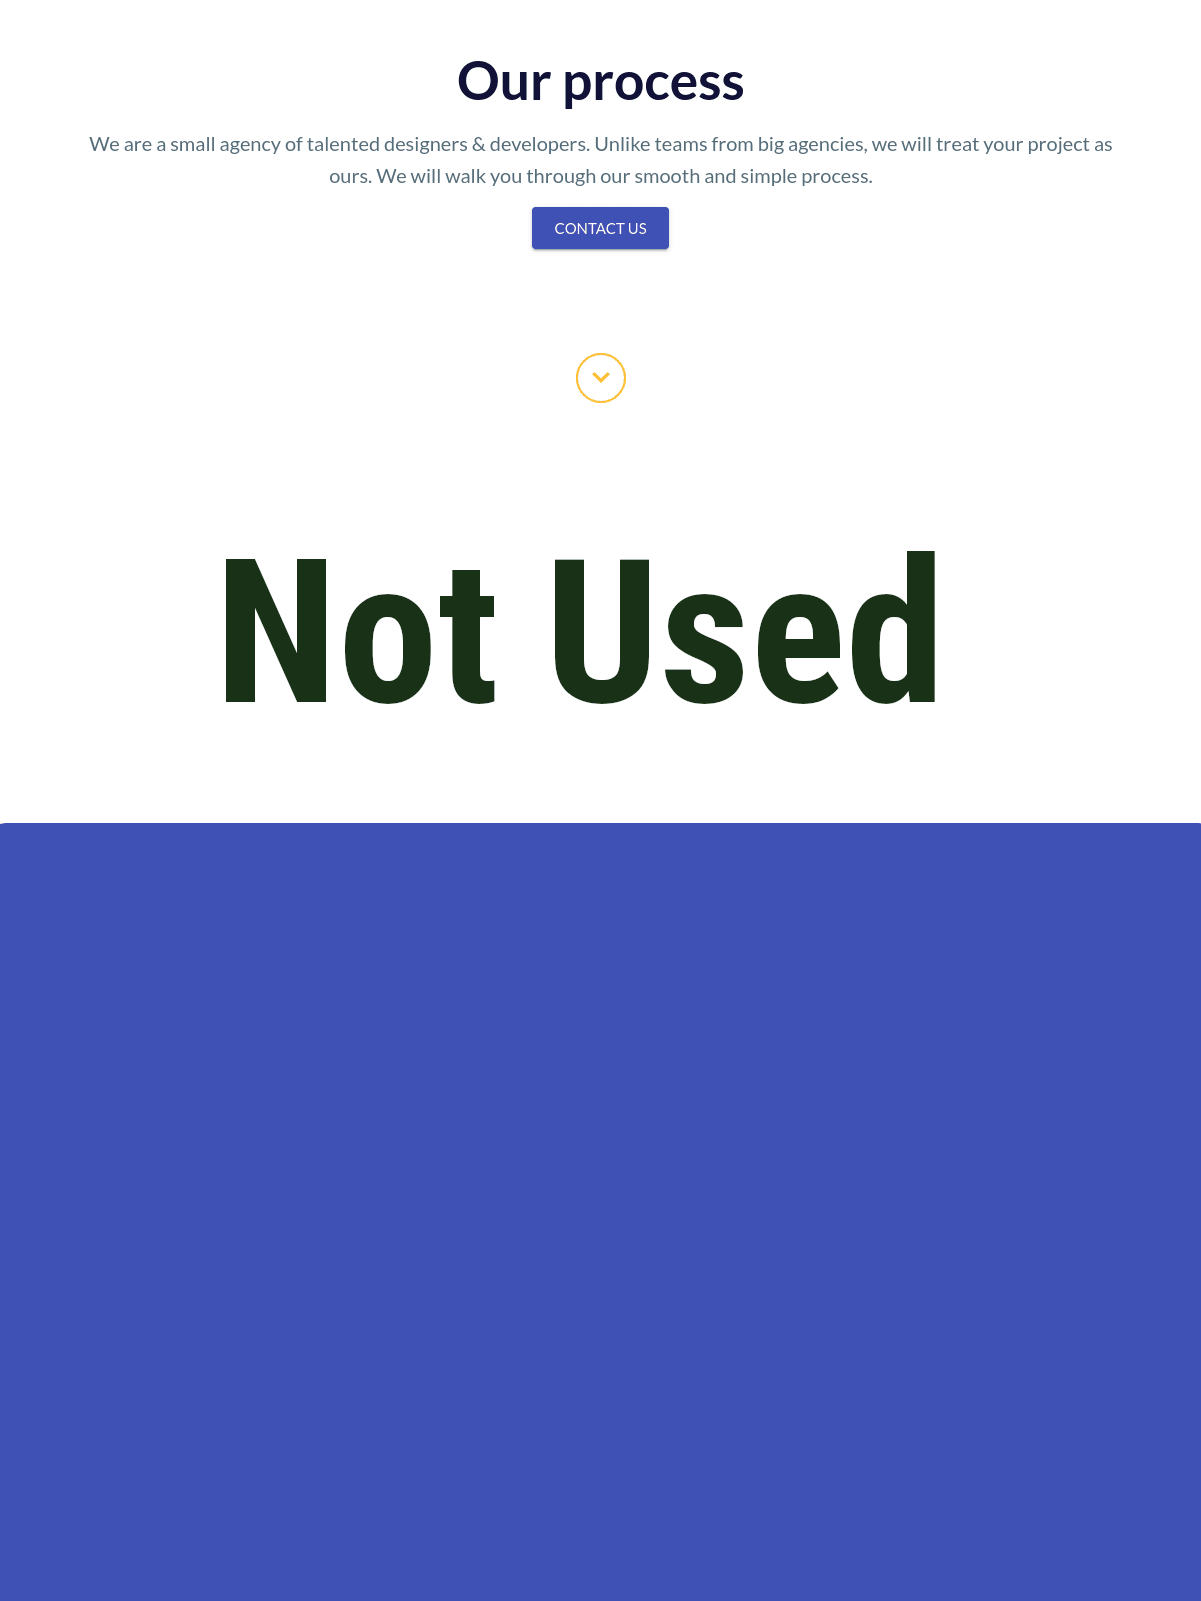 Our process
We are a small agency of talented designers & developers. Unlike teams from big agencies, we will treat your project as
ours. We will walk you through our smooth and simple process.
CONTACT US
Not Used